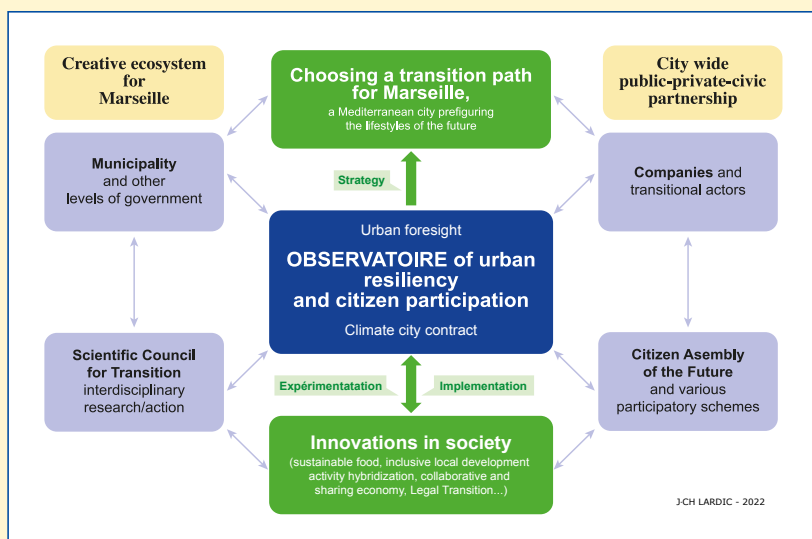 Creative ecosystem
for
Marseille
Choosing a transition path
for Marseille,
a Mediterranean city prefiguring
the lifestyles of the future
City wide
public-private-civic
partnership
Municipality
and other
levels of government
Strategy
Companies and
transitional actors
Urban foresight
OBSERVATOIRE of urban
resiliency
and citizen participation
Climate city contract
Scientific Council
for Transition
interdisciplinary
research/action
Expérimentatation
Implementation
Citizen Asembly
of the Future
and various
participatory schemes
Innovations in society
(sustainable food, inclusive local development
activity hybridization, collaborative and
sharing economy, Legal Transition...)
J-CH LARDIC - 2022